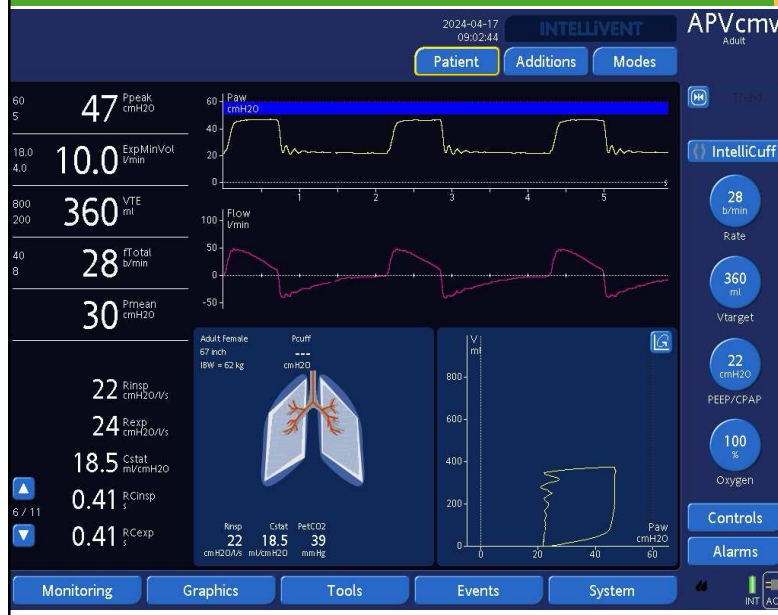 2024-04-17
09:02:44
INTELLiVENT
APVcmv
Adult
Patient
Additions
Modes
60
5
47 Ppeak
cmH2O
18.0
4.0
10.0 ExpMinVol
l/min
800
200
360 VTE
ml
40
8
28 fTotal
b/min
30 Pmean
cmH2O
22 Rinsp
cmH2O/l/s
24 Rexp
cmH2O/l/s
18.5 Cstat
ml/cmH2O
0.41 RCinsp
s
0.41 RCexp
s
6 / 11
Paw
cmH2O
60
40
20
0
1 2 3 4 5 s
Flow
l/min
100
50
0
-50
Adult Female
67 inch
IBW = 62 kg
Pcuff
---
cmH2O
Rinsp Cstat PetCO2
22 18.5 39
cmH2O/l/s ml/cmH2O mmHg
V
ml
800
600
400
200
0
0 20 40 60
Paw
cmH2O
IntelliCuff
28
b/min
Rate
360
ml
Vtarget
22
cmH2O
PEEP/CPAP
100
%
Oxygen
Controls
Alarms
Monitoring
Graphics
Tools
Events
System
INT
AC